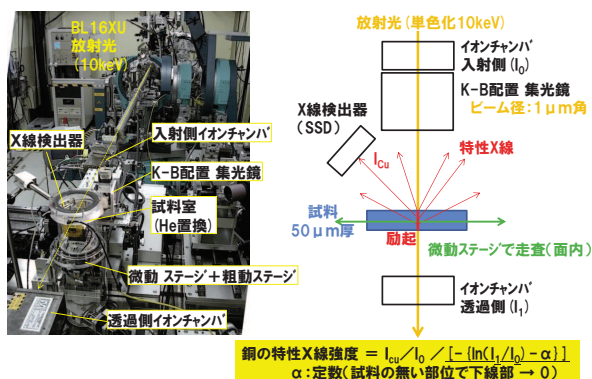 BL16XU
放射光
(10keV)
X線検出器
入射側イオンチャンバ
K-B配置 集光鏡
試料室
(He置換)
微動 ステージ+粗動ステージ
透過側イオンチャンバ
放射光(単色化10keV)
イオンチャンバ
入射側(I0)
K-B配置 集光鏡
ビーム径:1μm角
X線検出器
(SSD)
ICu
特性X線
試料
50μm厚
励起
微動ステージで走査(面内)
イオンチャンバ
透過側(I1)
銅の特性X線強度 = Icu/I0 /[-{ln(I1/I0)-α}]
α:定数(試料の無い部位で下線部 → 0)